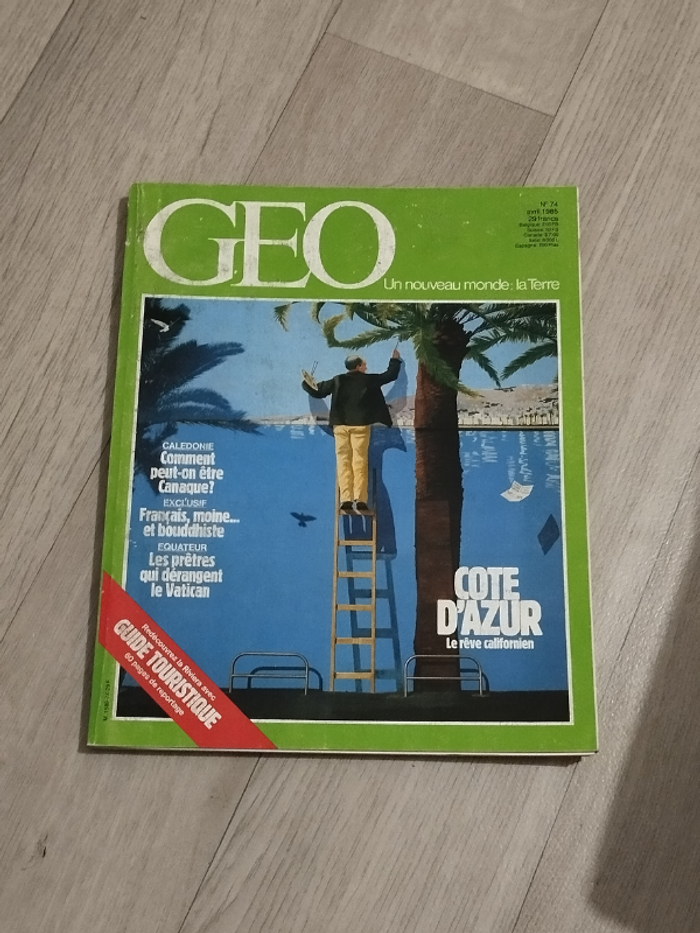 GEO
N° 74
avril 1985
29 francs
Un nouveau monde: la Terre
CALEDONIE
Comment
peut-on être
Canaque?
EXCLUSIF
Français, moine...
et bouddhiste
EQUATEUR
Les prêtres
qui dérangent
le Vatican
COTE
D'AZUR
Le rêve californien
Redécouvrez la Riviera avec
GUIDE TOURISTIQUE
60 pages de reportage